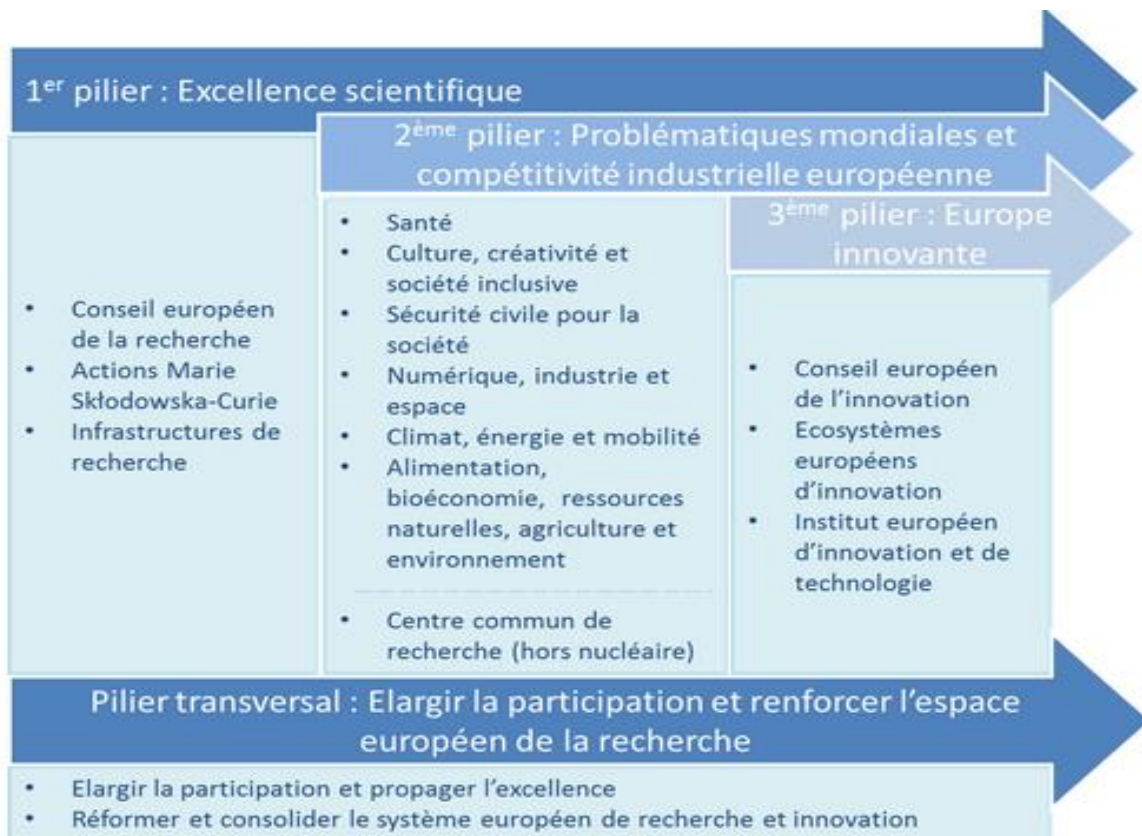 1er pilier : Excellence scientifique
2ème pilier : Problématiques mondiales et
compétitivité industrielle européenne
3ème pilier : Europe
innovante
• Conseil européen
de la recherche
• Actions Marie
Skłodowska-Curie
• Infrastructures de
recherche
• Santé
• Culture, créativité et
société inclusive
• Sécurité civile pour la
société
• Numérique, industrie et
espace
• Climat, énergie et mobilité
• Alimentation,
bioéconomie, ressources
naturelles, agriculture et
environnement
• Centre commun de
recherche (hors nucléaire)
• Conseil européen
de l'innovation
• Ecosystèmes
européens
d'innovation
• Institut européen
d'innovation et de
technologie
Pilier transversal : Elargir la participation et renforcer l'espace
européen de la recherche
• Elargir la participation et propager l'excellence
• Réformer et consolider le système européen de recherche et innovation